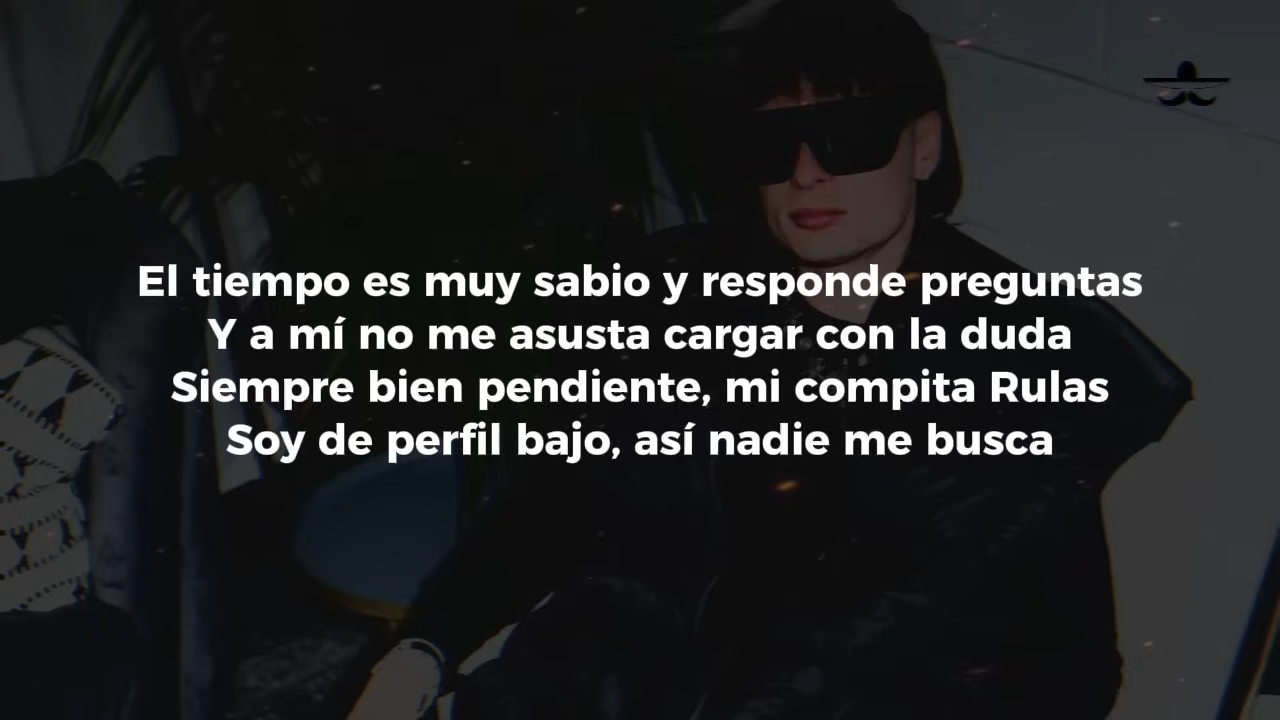 El tiempo es muy sabio y responde preguntas
Y a mí no me asusta cargar con la duda
Siempre bien pendiente, mi compita Rulas
Soy de perfil bajo, así nadie me busca